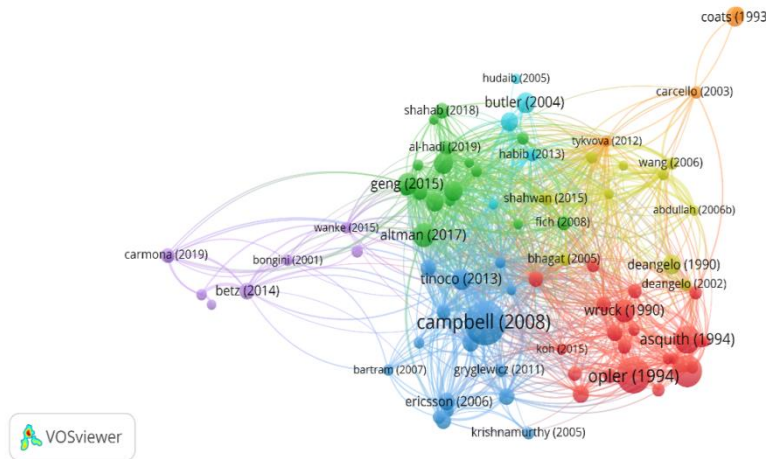 coats (1993
hudaib (2005)
carcello (2003)
butler (2004)
shahab (2018)
tykvova (2012)
al-hadi (2019)
habib (2013)
wang (2006)
geng (2015)
shahwan (2015)
abdullah (2006b)
fich (2008)
wanke (2015)
altman (2017)
carmona (2019)
bongini (2001)
bhagat (2005)
deangelo (1990)
tinoco (2013)
deangelo (2002)
betz (2014)
wruck (1990)
campbell (2008)
asquith (1994)
koh (2015)
bartram (2007)
gryglewicz (2011)
opler (1994)
ericsson (2006)
krishnamurthy (2005)
VOSviewer